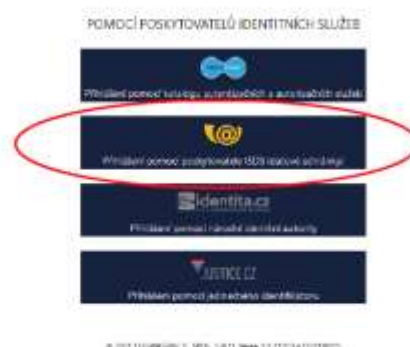 POMOCÍ POSKYTOVATELŮ IDENTITNÍCH SLUŽEB
Přihlášení pomocí katalogu autentizačních a autorizačních služeb
Přihlášení pomocí poskytovatele ISDS (datové schránky)
identita.cz
Přihlášení pomocí národní identitní autority
JUSTICE.CZ
Přihlášení pomocí jedinečného identifikátoru